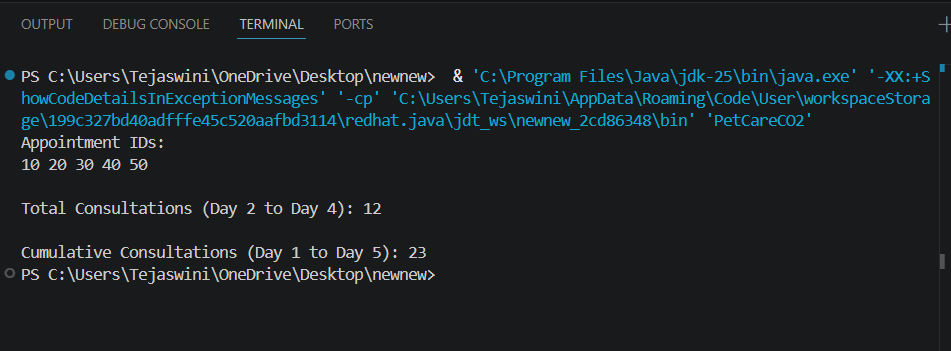 OUTPUT DEBUG CONSOLE TERMINAL PORTS
PS C:\Users\Tejaswini\OneDrive\Desktop\newnew>  & 'C:\Program Files\Java\jdk-25\bin\java.exe' '-XX:+S
howCodeDetailsInExceptionMessages' '-cp' 'C:\Users\Tejaswini\AppData\Roaming\Code\User\workspaceStora
ge\199c327bd40adfffe45c520aafbd3114\redhat.java\jdt_ws\newnew_2cd86348\bin' 'PetCareCO2'
Appointment IDs:
10 20 30 40 50
Total Consultations (Day 2 to Day 4): 12
Cumulative Consultations (Day 1 to Day 5): 23
PS C:\Users\Tejaswini\OneDrive\Desktop\newnew>